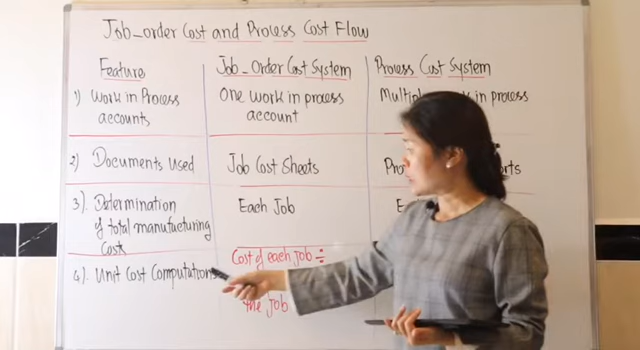 Job-order Cost and Process Cost Flow
Feature
Job-Order Cost System
Process Cost System
1) Work in Process
accounts
One work in process
account
in process
2) Documents Used
Job Cost Sheets
3). Determination
of total manufacturing
Cost
Each Job
4). Unit Cost Computation
Cost of each job ÷
the Job